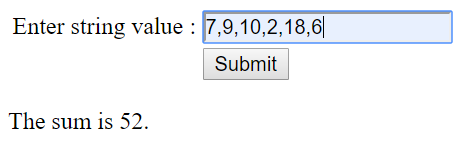 Enter string value : 7,9,10,2,18,6
Submit
The sum is 52.